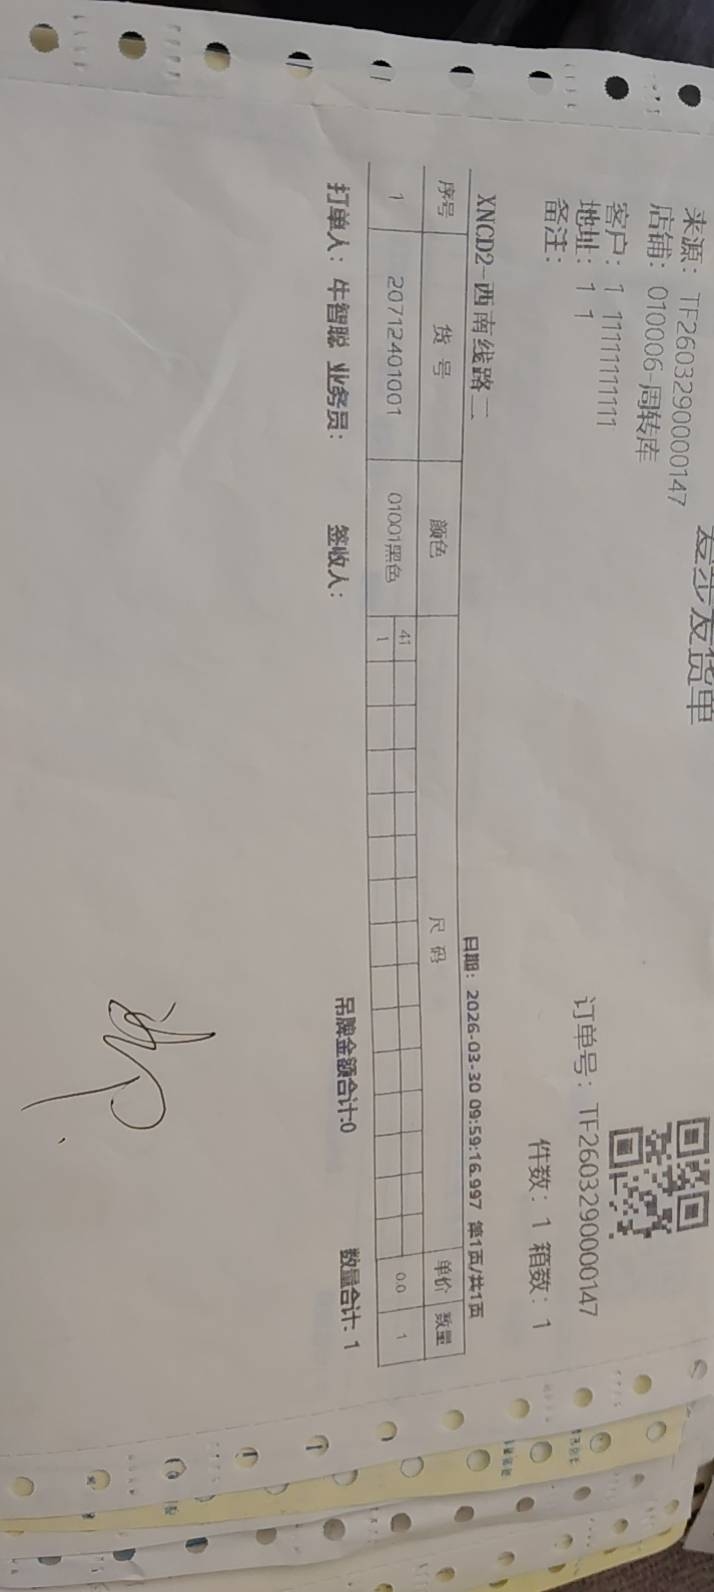 发货单
来源：TF2603290000147
店铺：010006-周转库
订单号：TF2603290000147
客户：1 11111111111
地址：1 1
件数：1 箱数：1
备注：
XNCD2-西南线路二
日期：2026-03-30 09:59:16.997 第1页/共1页
序号 货号 颜色 尺码 单价 数量
1 20712401001 01001黑色 41 0.0 1
1
打单人：牛智聪 业务员： 签收人： 吊牌金额合计:0 数量合计: 1